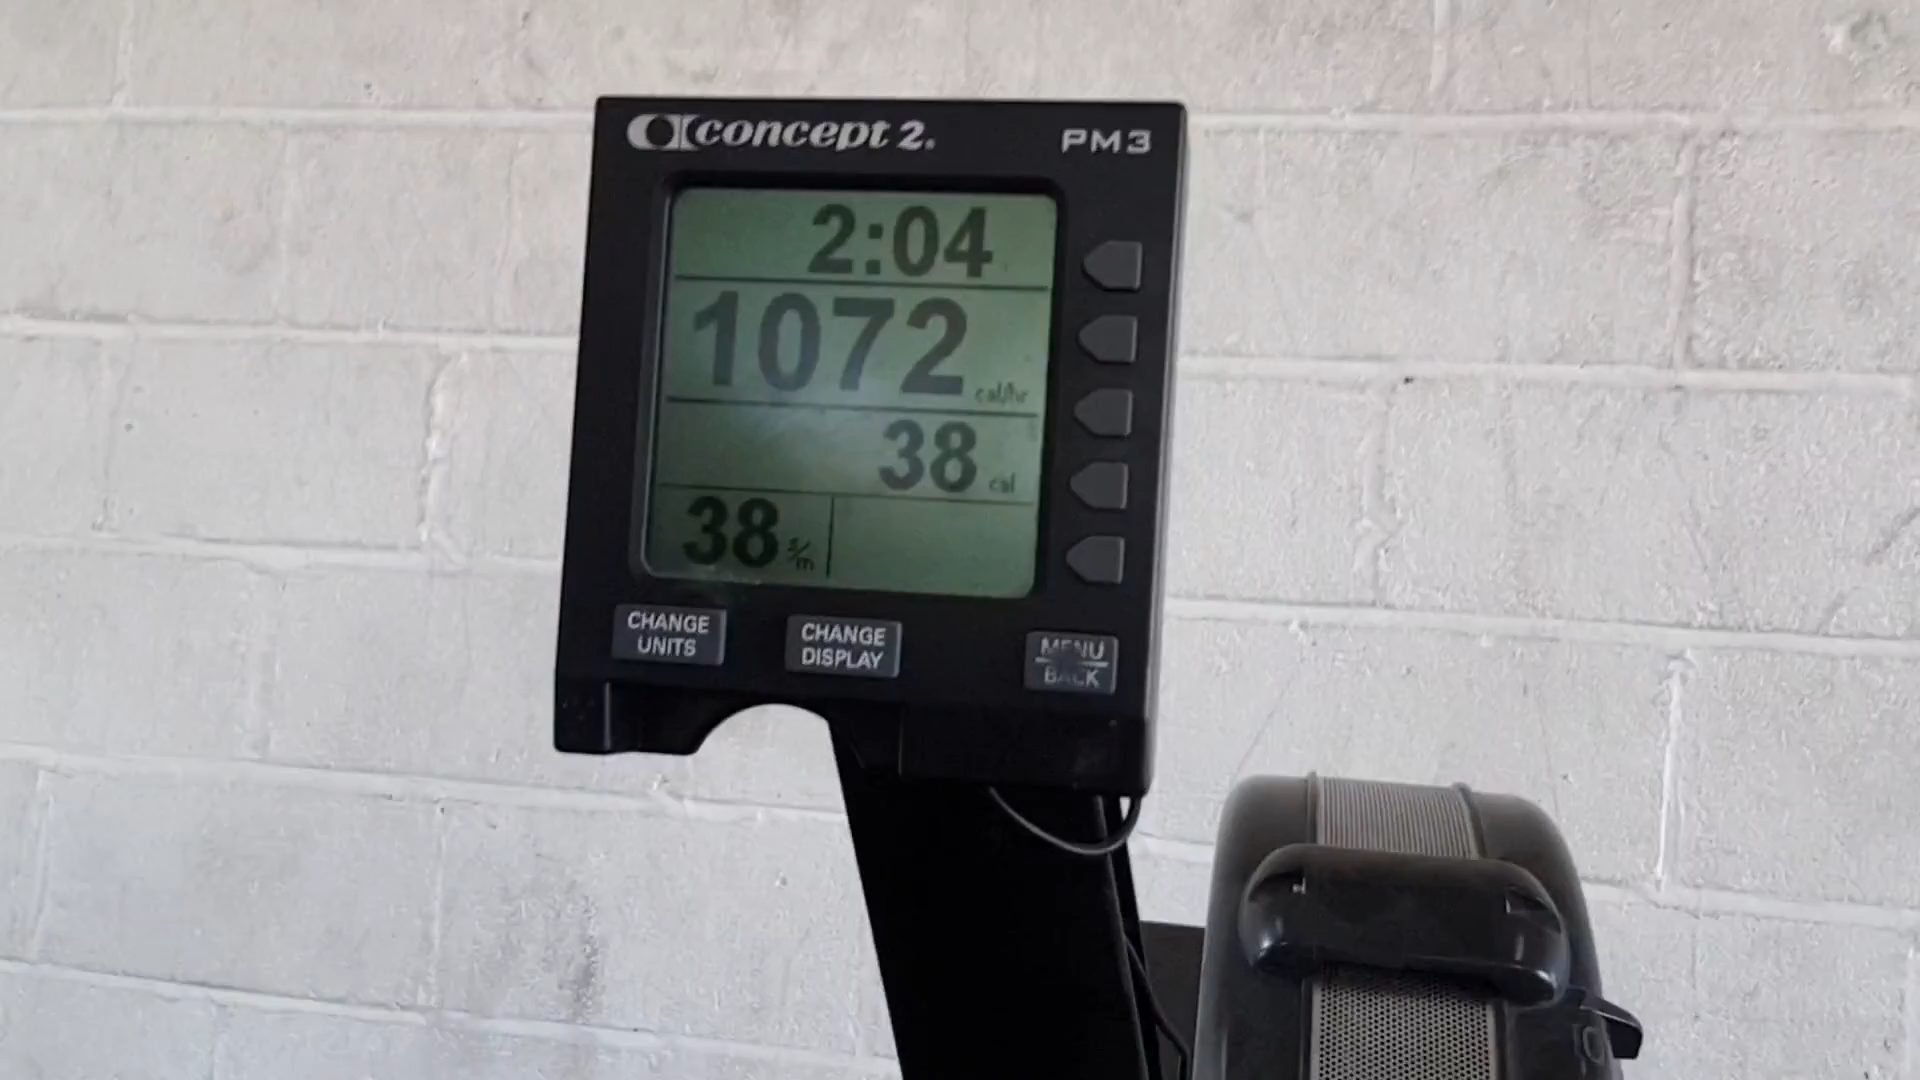 concept 2.
PM3
2:04
1072 cal/hr
38 cal
38 s/m
CHANGE UNITS
CHANGE DISPLAY
MENU
BACK